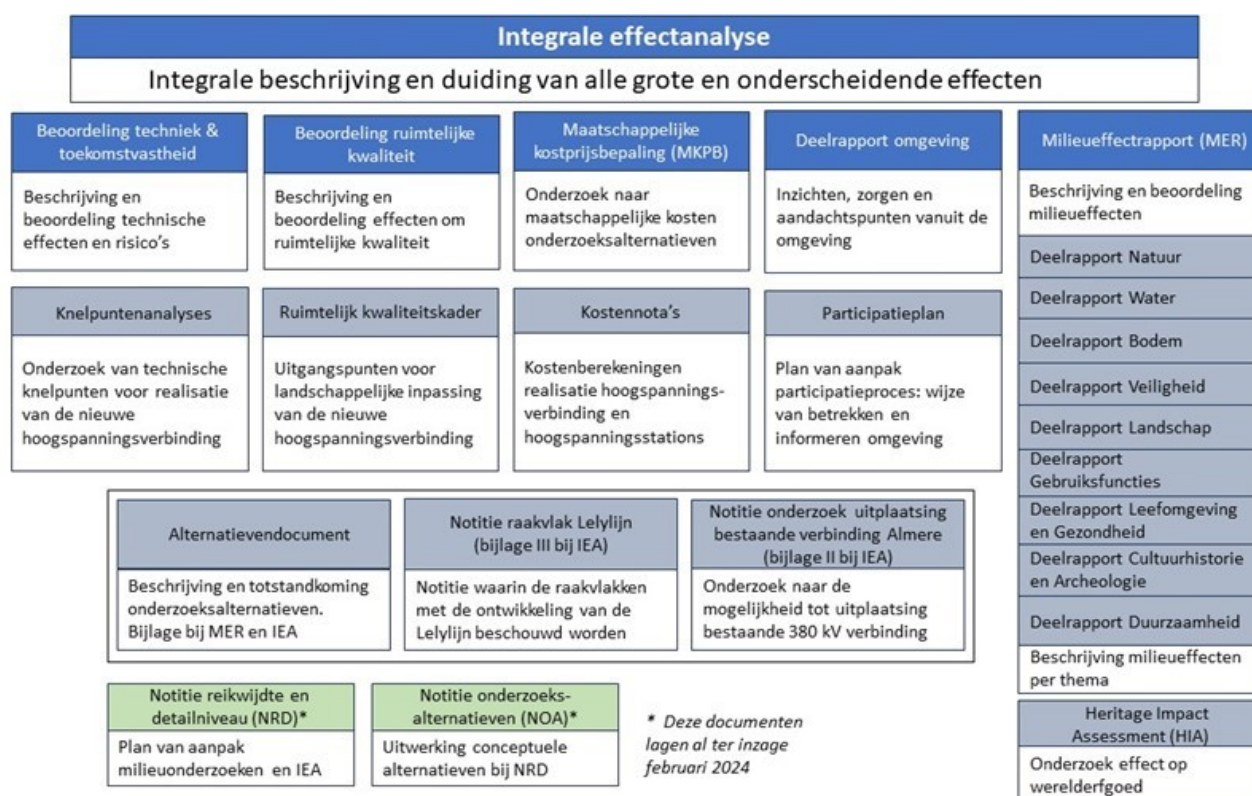 Integrale effectanalyse
Integrale beschrijving en duiding van alle grote en onderscheidende effecten
Beoordeling techniek &
toekomstvastheid
Beschrijving en
beoordeling technische
effecten en risico's
Beoordeling ruimtelijke
kwaliteit
Beschrijving en
beoordeling effecten om
ruimtelijke kwaliteit
Maatschappelijke
kostprijsbepaling (MKPB)
Onderzoek naar
maatschappelijke kosten
onderzoeksalternatieven
Deelrapport omgeving
Inzichten, zorgen en
aandachtspunten vanuit de
omgeving
Milieueffectrapport (MER)
Beschrijving en beoordeling
milieueffecten
Deelrapport Natuur
Deelrapport Water
Deelrapport Bodem
Deelrapport Veiligheid
Deelrapport Landschap
Deelrapport
Gebruiksfuncties
Deelrapport Leefomgeving
en Gezondheid
Deelrapport Cultuurhistorie
en Archeologie
Deelrapport Duurzaamheid
Beschrijving milieueffecten
per thema
Knelpuntenanalyses
Onderzoek van technische
knelpunten voor realisatie
van de nieuwe
hoogspanningsverbinding
Ruimtelijk kwaliteitskader
Uitgangspunten voor
landschappelijke inpassing
van de nieuwe
hoogspanningsverbinding
Kostennota's
Kostenberekeningen
realisatie hoogspannings-
verbinding en
hoogspanningsstations
Participatieplan
Plan van aanpak
participatieproces: wijze
van betrekken en
informeren omgeving
Alternatievendocument
Beschrijving en totstandkoming
onderzoeksalternatieven.
Bijlage bij MER en IEA
Notitie raakvlak Lelylijn
(bijlage III bij IEA)
Notitie waarin de raakvlakken
met de ontwikkeling van de
Lelylijn beschouwd worden
Notitie onderzoek uitplaatsing
bestaande verbinding Almere
(bijlage II bij IEA)
Onderzoek naar de
mogelijkheid tot uitplaatsing
bestaande 380 kV verbinding
Notitie reikwijdte en
detailniveau (NRD)*
Plan van aanpak
milieuonderzoeken en IEA
Notitie onderzoeks-
alternatieven (NOA)*
Uitwerking conceptuele
alternatieven bij NRD
* Deze documenten
lagen al ter inzage
februari 2024
Heritage Impact
Assessment (HIA)
Onderzoek effect op
werelderfgoed